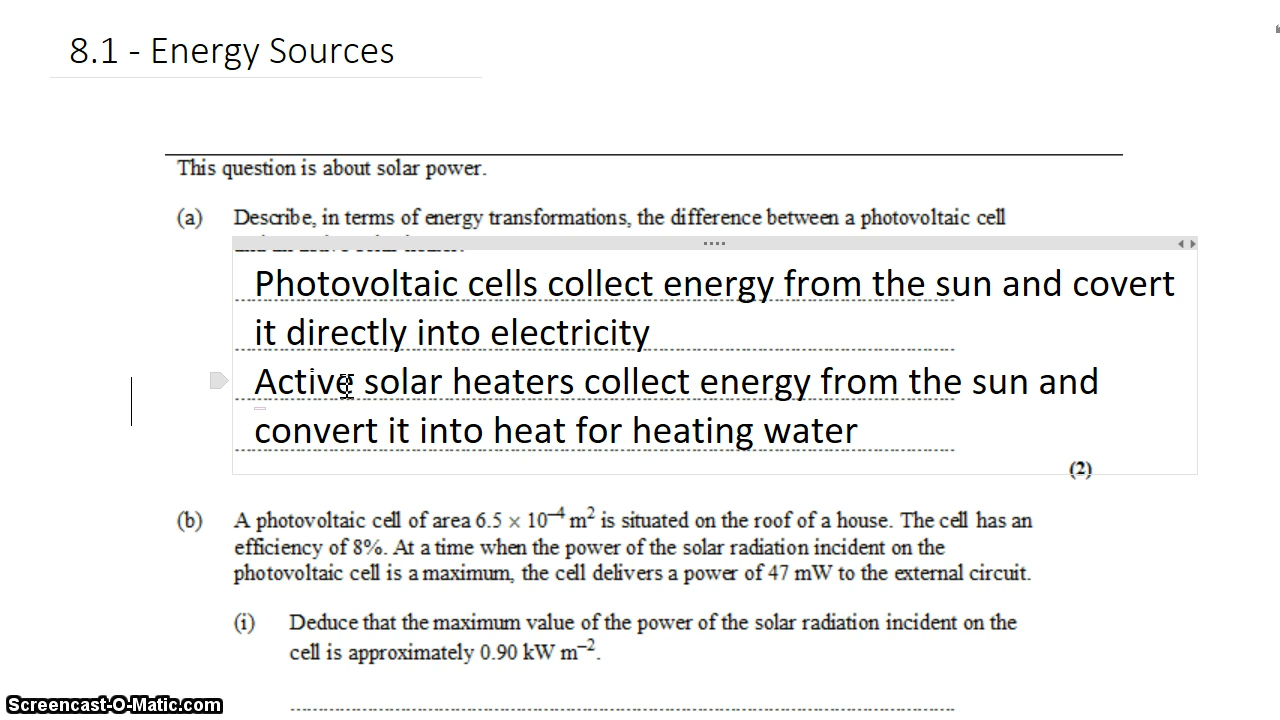 8.1 - Energy Sources
This question is about solar power.
(a) Describe, in terms of energy transformations, the difference between a photovoltaic cell
Photovoltaic cells collect energy from the sun and covert
it directly into electricity
Active solar heaters collect energy from the sun and
convert it into heat for heating water
(2)
(b) A photovoltaic cell of area 6.5 × 10⁻⁴ m² is situated on the roof of a house. The cell has an
efficiency of 8%. At a time when the power of the solar radiation incident on the
photovoltaic cell is a maximum, the cell delivers a power of 47 mW to the external circuit.
(i) Deduce that the maximum value of the power of the solar radiation incident on the
cell is approximately 0.90 kW m⁻².
Screencast-O-Matic.com